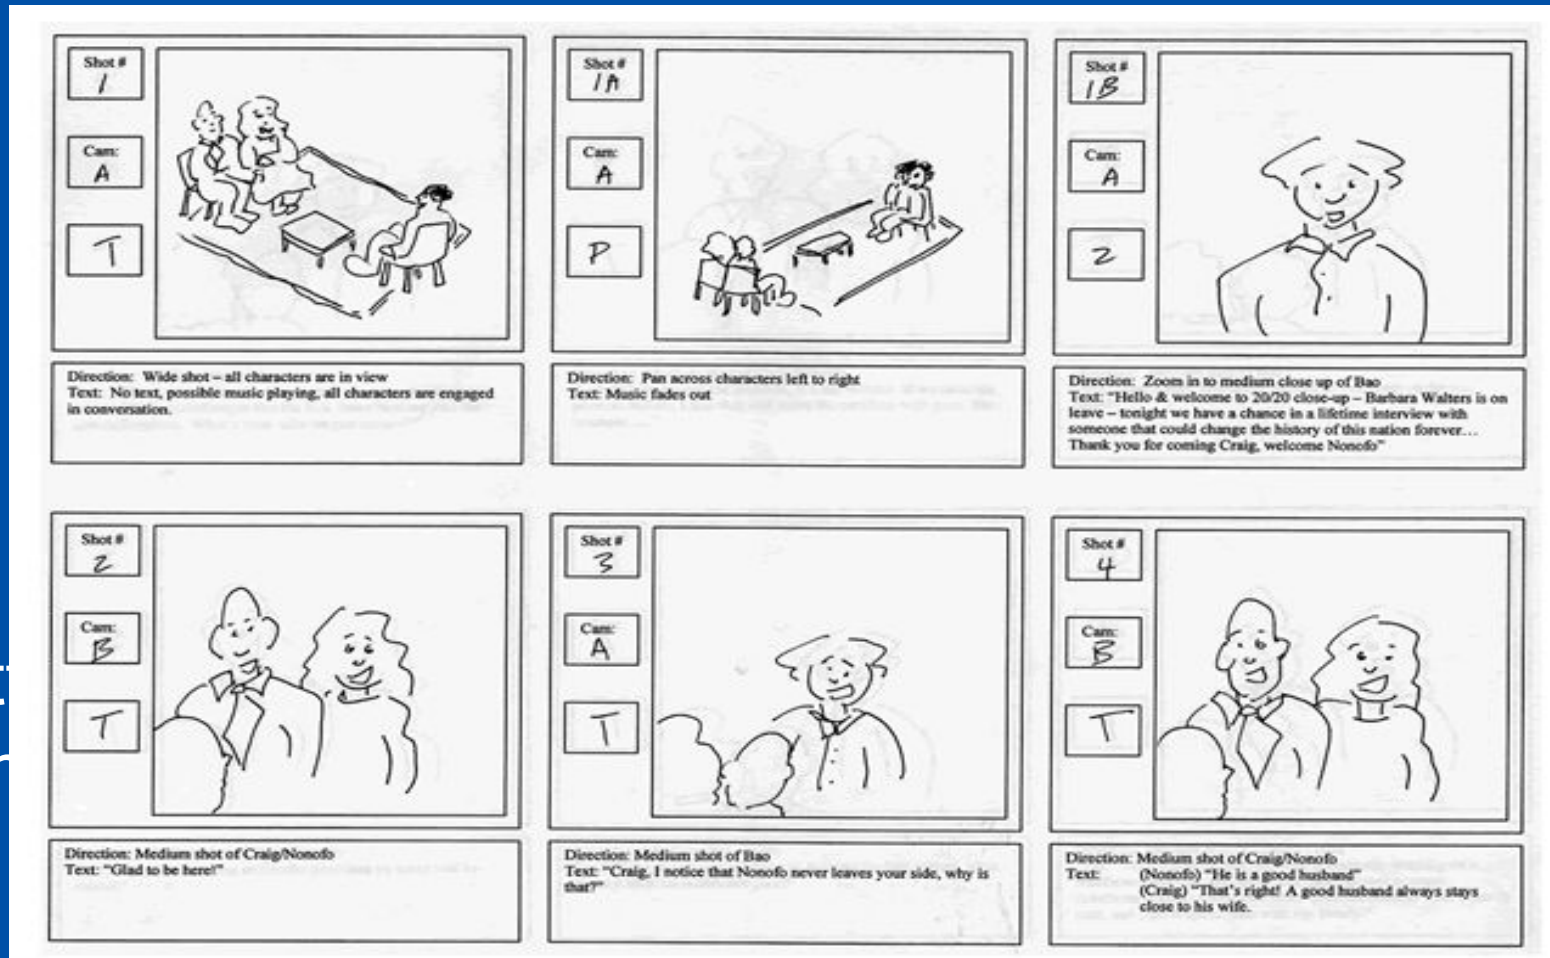 Shot #
1
Cam:
A
T
Direction: Wide shot – all characters are in view
Text: No text, possible music playing, all characters are engaged
in conversation.
Shot #
1A
Cam:
A
P
Direction: Pan across characters left to right
Text: Music fades out
Shot #
1B
Cam:
A
Z
Direction: Zoom in to medium close up of Bao
Text: "Hello & welcome to 20/20 close-up – Barbara Walters is on
leave – tonight we have a chance in a lifetime interview with
someone that could change the history of this nation forever…
Thank you for coming Craig, welcome Nonofo"
Shot #
2
Cam:
B
T
Direction: Medium shot of Craig/Nonofo
Text: "Glad to be here!"
Shot #
3
Cam:
A
T
Direction: Medium shot of Bao
Text: "Craig, I notice that Nonofo never leaves your side, why is
that?"
Shot #
4
Cam:
B
T
Direction: Medium shot of Craig/Nonofo
Text: (Nonofo) "He is a good husband"
(Craig) "That's right! A good husband always stays
close to his wife.